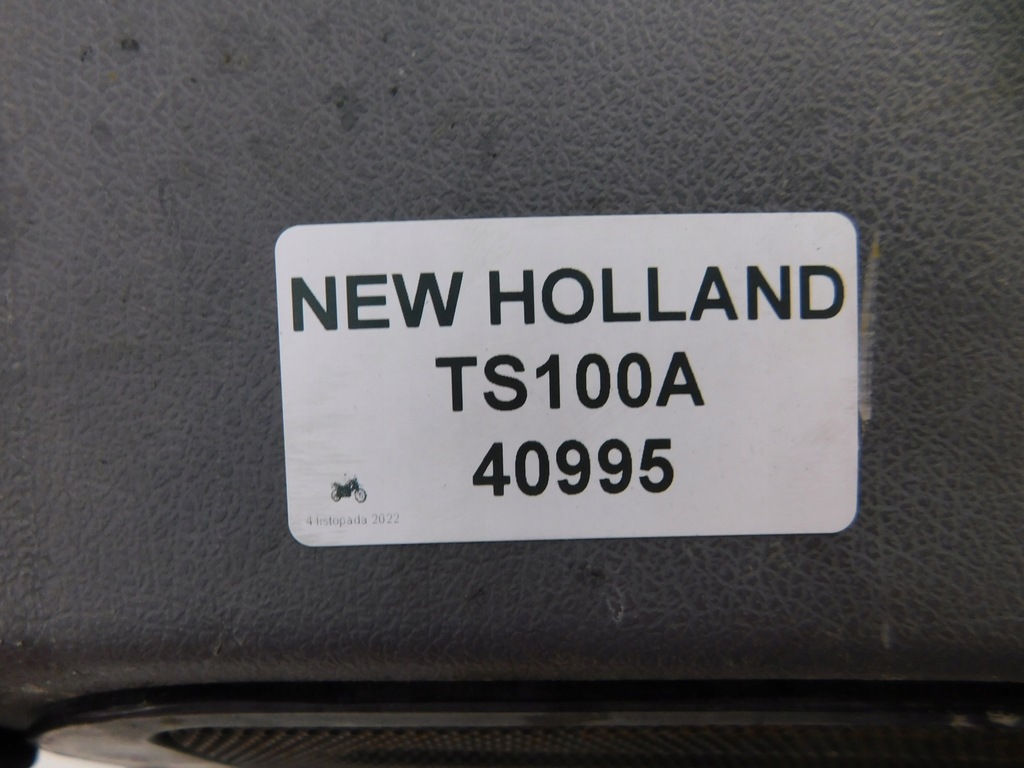 NEW HOLLAND
TS100A
40995
4 listopada 2022